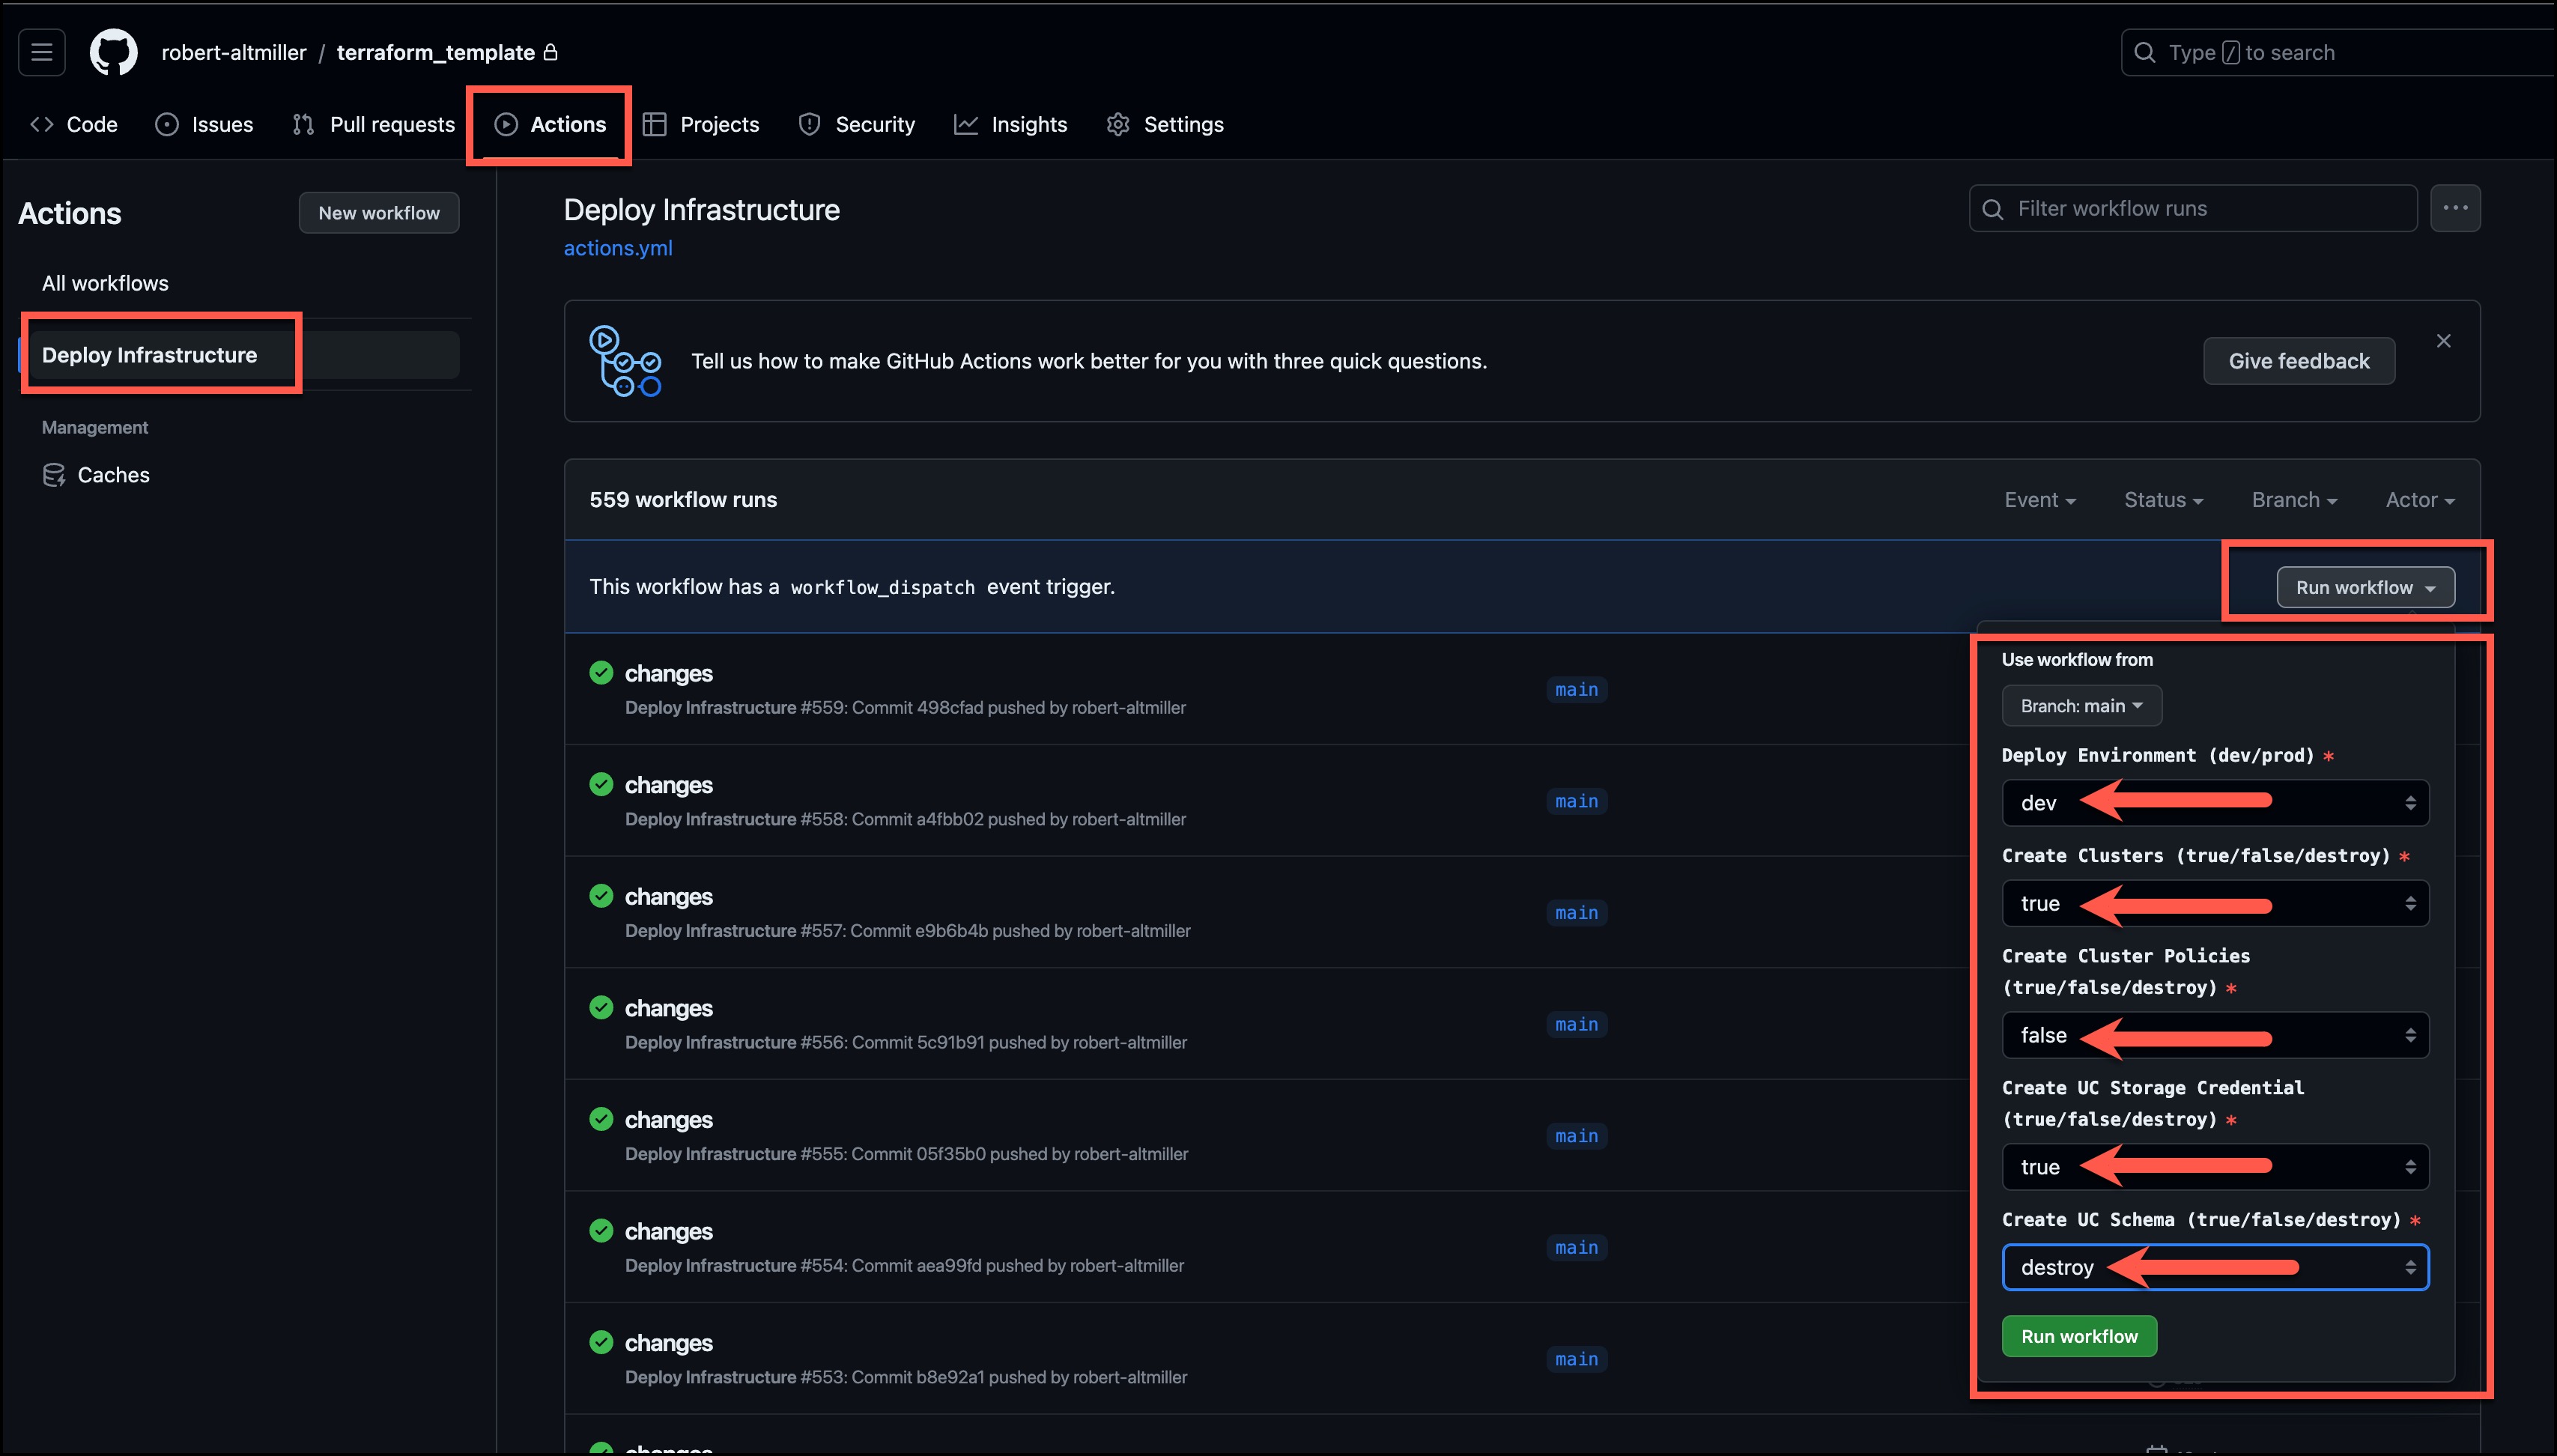 robert-altmiller / terraform_template
Type / to search
Code Issues Pull requests Actions Projects Security Insights Settings
Actions
New workflow
All workflows
Deploy Infrastructure
Management
Caches
Deploy Infrastructure
actions.yml
Filter workflow runs
Tell us how to make GitHub Actions work better for you with three quick questions.
Give feedback
559 workflow runs
Event Status Branch Actor
This workflow has a workflow_dispatch event trigger.
Run workflow
changes
Deploy Infrastructure #559: Commit 498cfad pushed by robert-altmiller
main
changes
Deploy Infrastructure #558: Commit a4fbb02 pushed by robert-altmiller
main
changes
Deploy Infrastructure #557: Commit e9b6b4b pushed by robert-altmiller
main
changes
Deploy Infrastructure #556: Commit 5c91b91 pushed by robert-altmiller
main
changes
Deploy Infrastructure #555: Commit 05f35b0 pushed by robert-altmiller
main
changes
Deploy Infrastructure #554: Commit aea99fd pushed by robert-altmiller
main
changes
Deploy Infrastructure #553: Commit b8e92a1 pushed by robert-altmiller
main
Use workflow from
Branch: main
Deploy Environment (dev/prod) *
dev
Create Clusters (true/false/destroy) *
true
Create Cluster Policies
(true/false/destroy) *
false
Create UC Storage Credential
(true/false/destroy) *
true
Create UC Schema (true/false/destroy) *
destroy
Run workflow